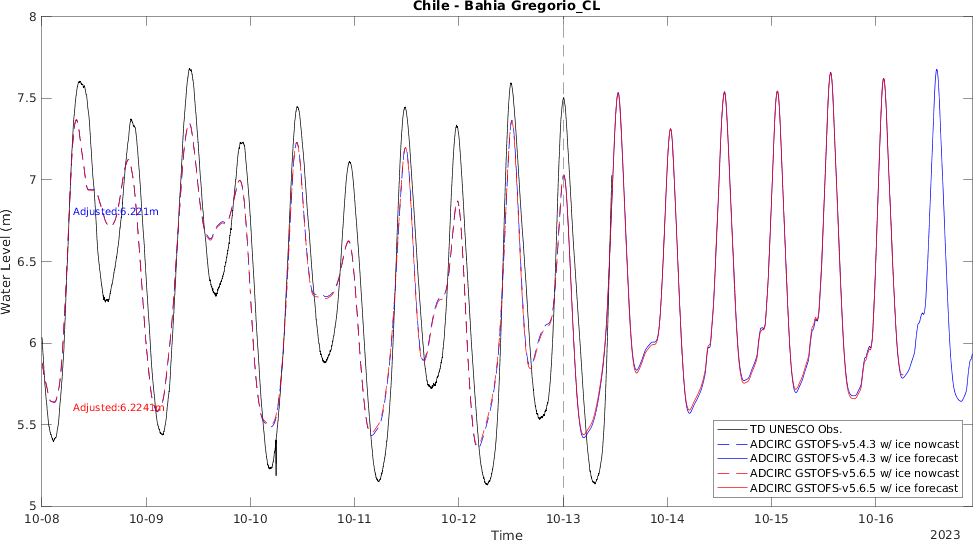 Chile - Bahia Gregorio_CL
8
7.5
7
6.5
6
5.5
5
Water Level (m)
Adjusted:6.221m
Adjusted:6.2241m
TD UNESCO Obs.
ADCIRC GSTOFS-v5.4.3 w/ ice nowcast
ADCIRC GSTOFS-v5.4.3 w/ ice forecast
ADCIRC GSTOFS-v5.6.5 w/ ice nowcast
ADCIRC GSTOFS-v5.6.5 w/ ice forecast
10-08 10-09 10-10 10-11 10-12 10-13 10-14 10-15 10-16
Time
2023